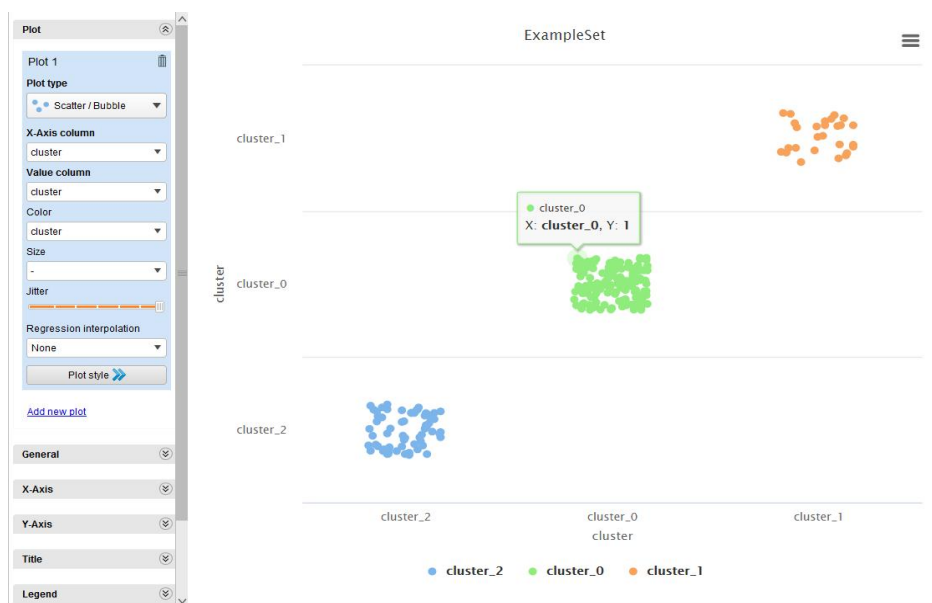 Plot
Plot 1
Plot type
Scatter / Bubble
X-Axis column
cluster
Value column
cluster
Color
cluster
Size
-
Jitter
Regression interpolation
None
Plot style
Add new plot
General
X-Axis
Y-Axis
Title
Legend
ExampleSet
cluster_1
cluster_0
X: cluster_0, Y: 1
cluster
cluster_0
cluster_2
cluster_2 cluster_0 cluster_1
cluster
cluster_2 cluster_0 cluster_1